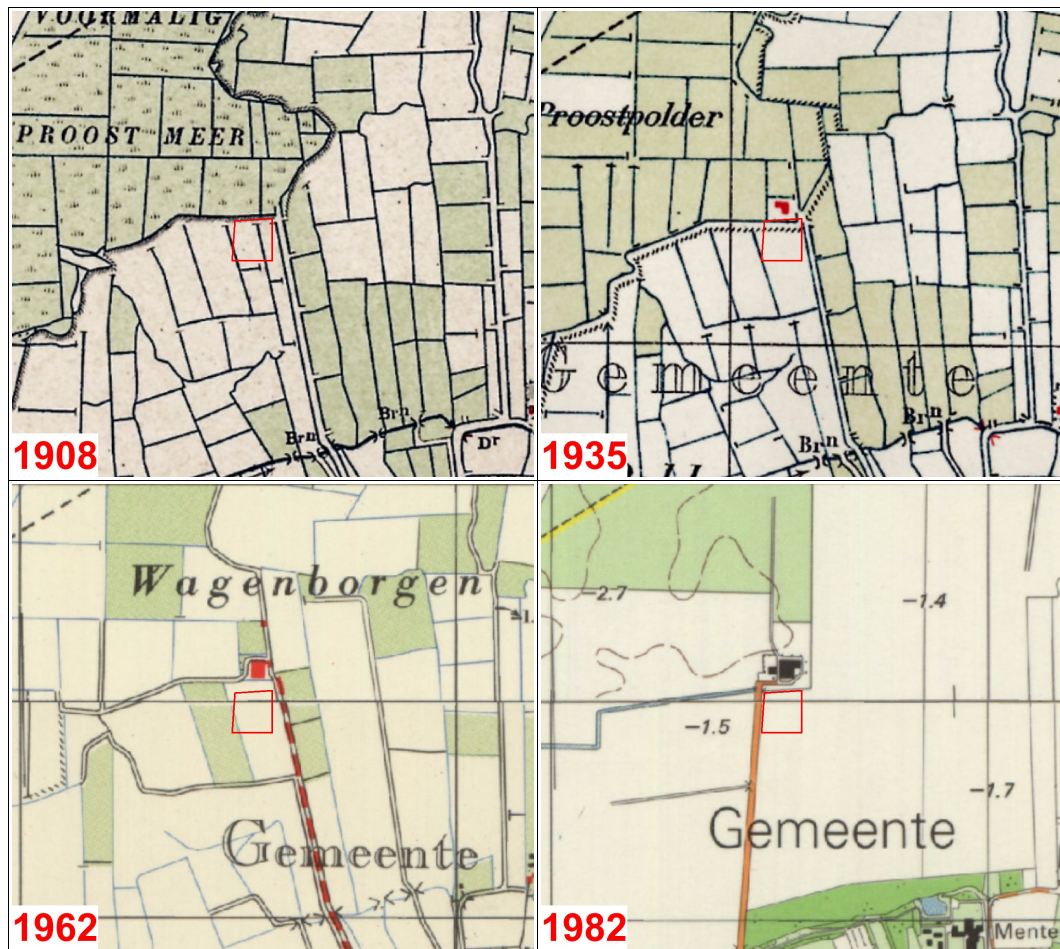 VOORMALIG
PROOST MEER
Brn
Brn
Dr
1908
Proostpolder
Gemeente
Brn
Brn
1935
Wagenborgen
Gemeente
1962
-2.7
-1.4
-1.5
-1.7
Gemeente
Mente
1982